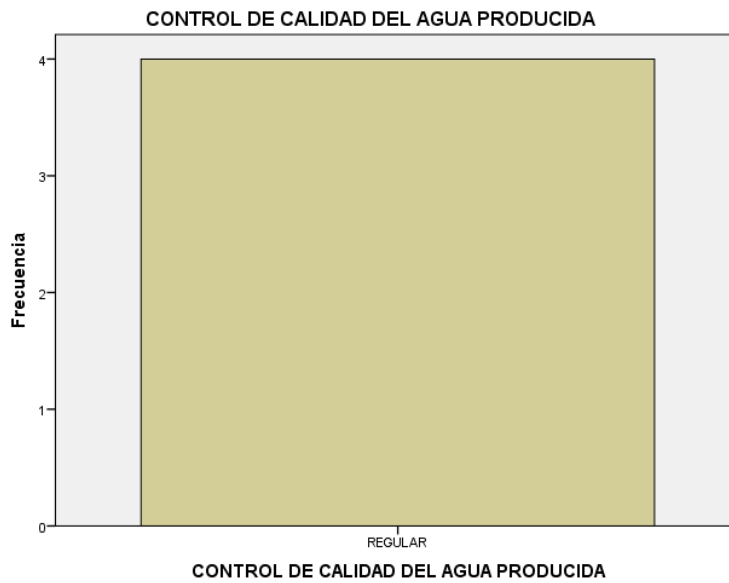 CONTROL DE CALIDAD DEL AGUA PRODUCIDA
4
3
Frecuencia
2
1
0
REGULAR
CONTROL DE CALIDAD DEL AGUA PRODUCIDA